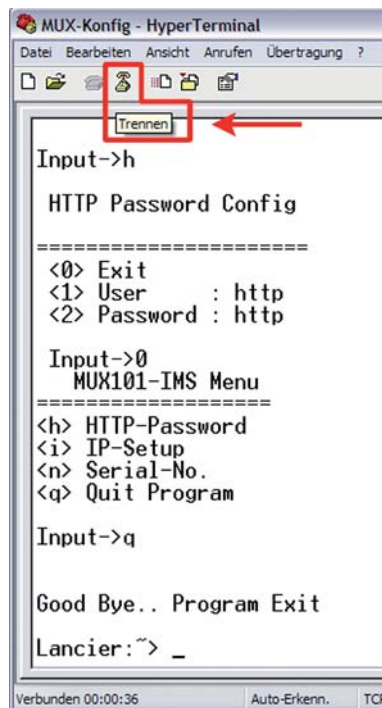 MUX-Konfig - HyperTerminal
Datei Bearbeiten Ansicht Anrufen Übertragung ?
Trennen
Input->h
HTTP Password Config
=======================
<0> Exit
<1> User : http
<2> Password : http
Input->0
MUX101-IMS Menu
====================
<h> HTTP-Password
<i> IP-Setup
<n> Serial-No.
<q> Quit Program
Input->q
Good Bye.. Program Exit
Lancier:~> _
Verbunden 00:00:36 Auto-Erkenn. TCP